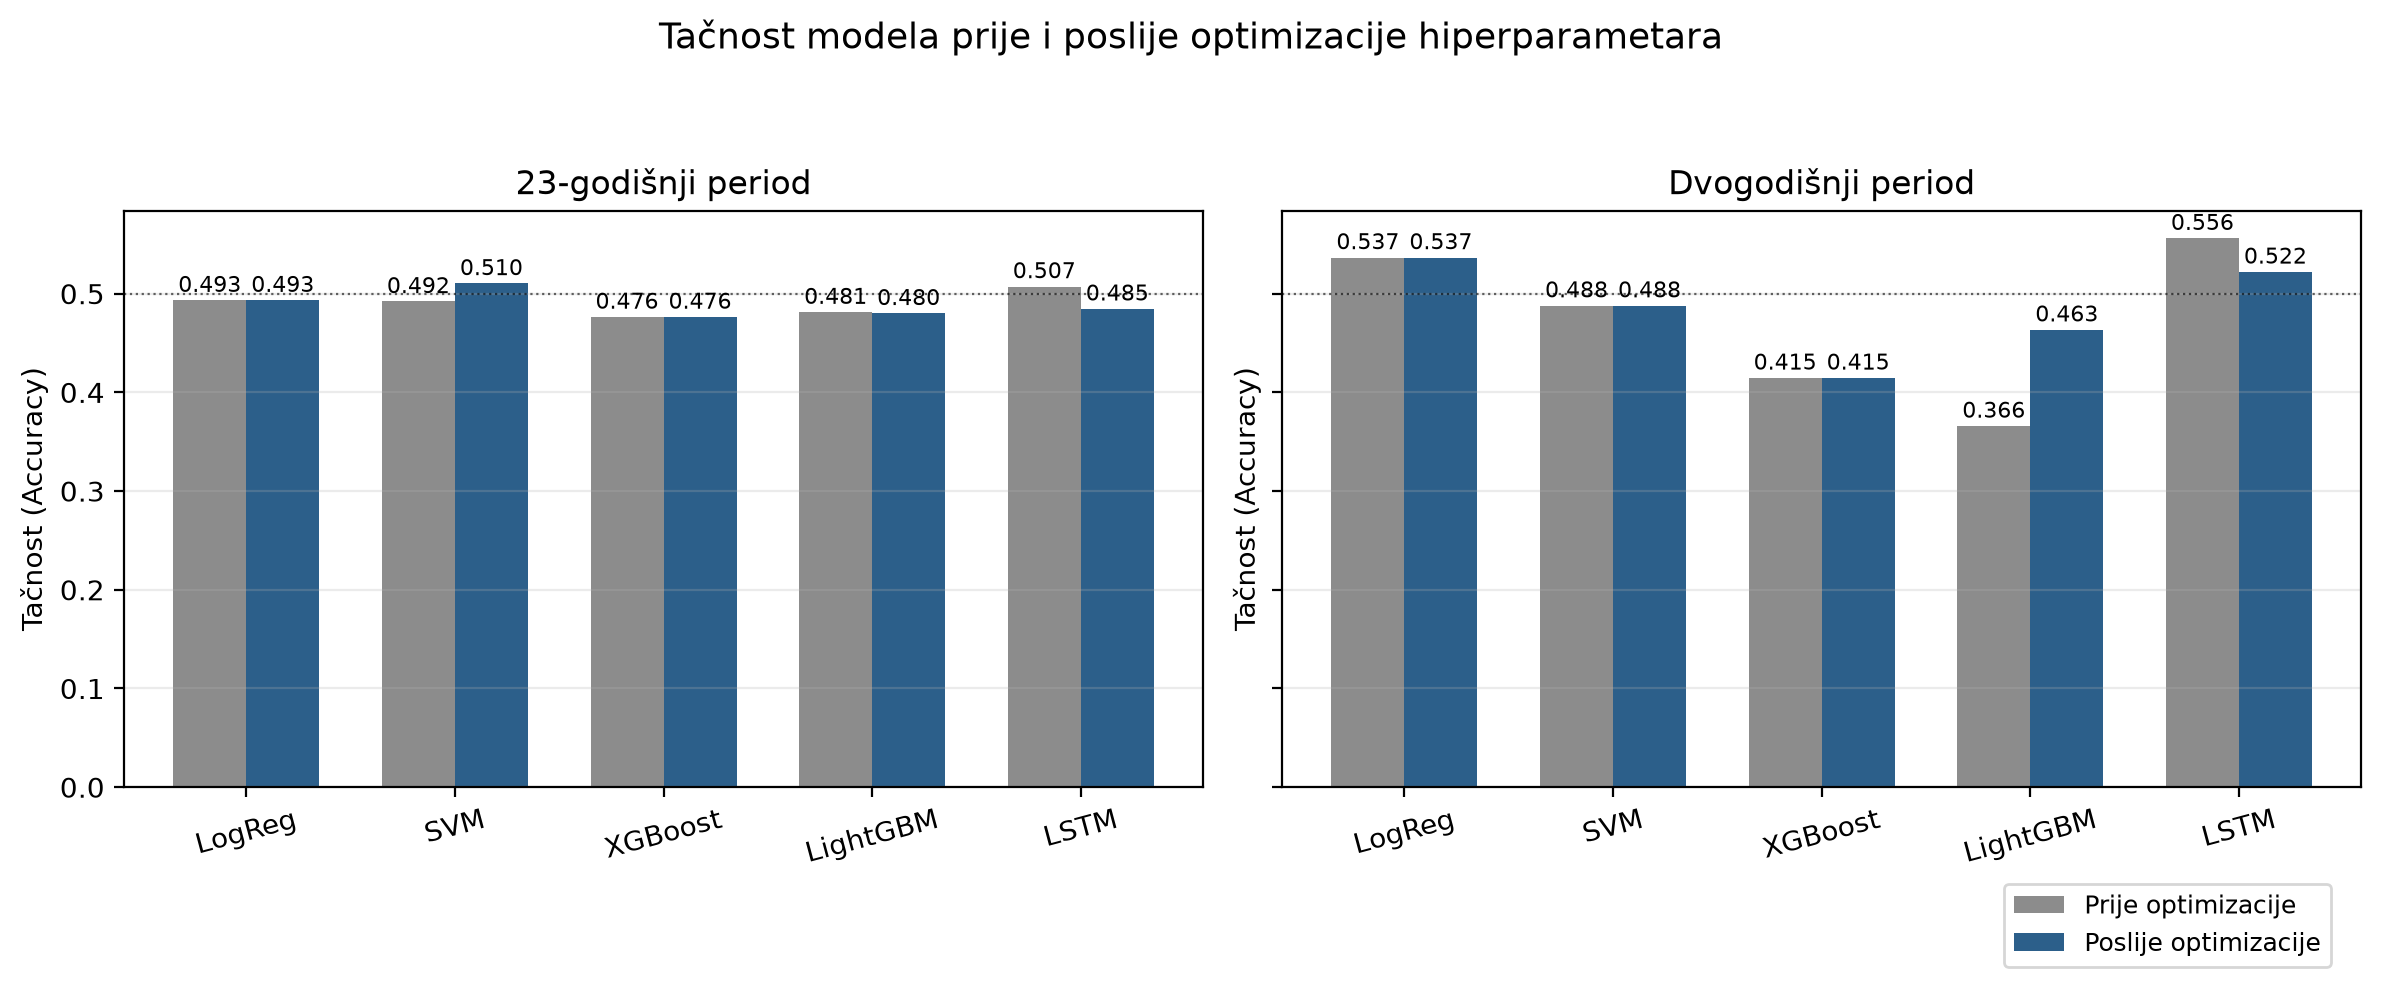 Tačnost modela prije i poslije optimizacije hiperparametara
23-godišnji period
Tačnost (Accuracy)
0.5
0.4
0.3
0.2
0.1
0.0
0.493 0.493
0.492 0.510
0.476 0.476
0.481 0.480
0.507 0.485
LogReg SVM XGBoost LightGBM LSTM
Dvogodišnji period
Tačnost (Accuracy)
0.537 0.537
0.488 0.488
0.415 0.415
0.366 0.463
0.556 0.522
LogReg SVM XGBoost LightGBM LSTM
Prije optimizacije
Poslije optimizacije